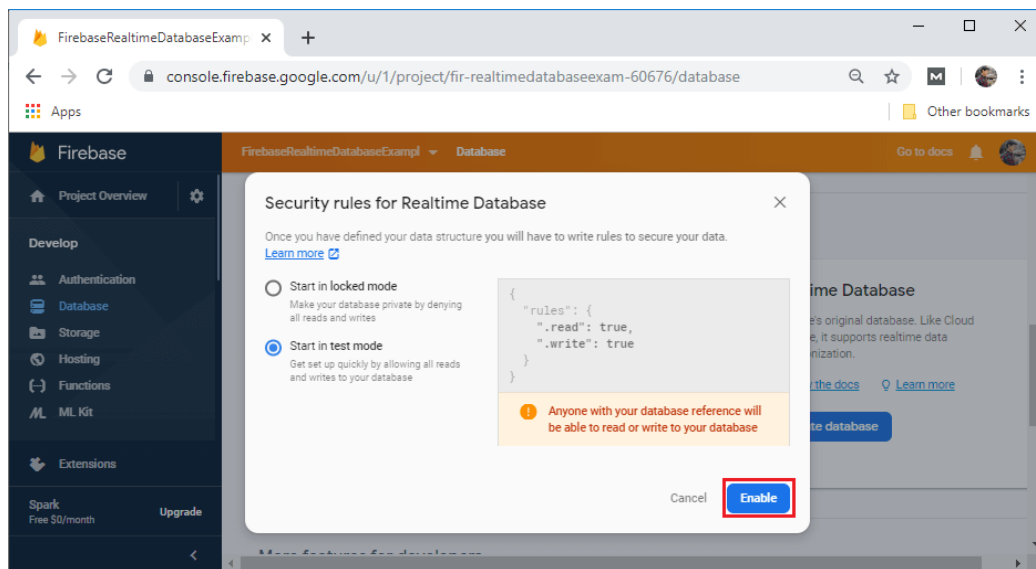 FirebaseRealtimeDatabaseExamp
console.firebase.google.com/u/1/project/fir-realtimedatabaseexam-60676/database
Apps
Other bookmarks
Firebase
FirebaseRealtimeDatabaseExampl
Database
Go to docs
Project Overview
Develop
Authentication
Database
Storage
Hosting
Functions
ML Kit
Extensions
Spark
Free $0/month
Upgrade
Security rules for Realtime Database
Once you have defined your data structure you will have to write rules to secure your data.
Learn more
Start in locked mode
Make your database private by denying
all reads and writes
Start in test mode
Get set up quickly by allowing all reads
and writes to your database
{
"rules": {
".read": true,
".write": true
}
}
Anyone with your database reference will
be able to read or write to your database
Cancel
Enable
ime Database
's original database. Like Cloud
e, it supports realtime data
nization.
the docs
Learn more
te database
More features for developers